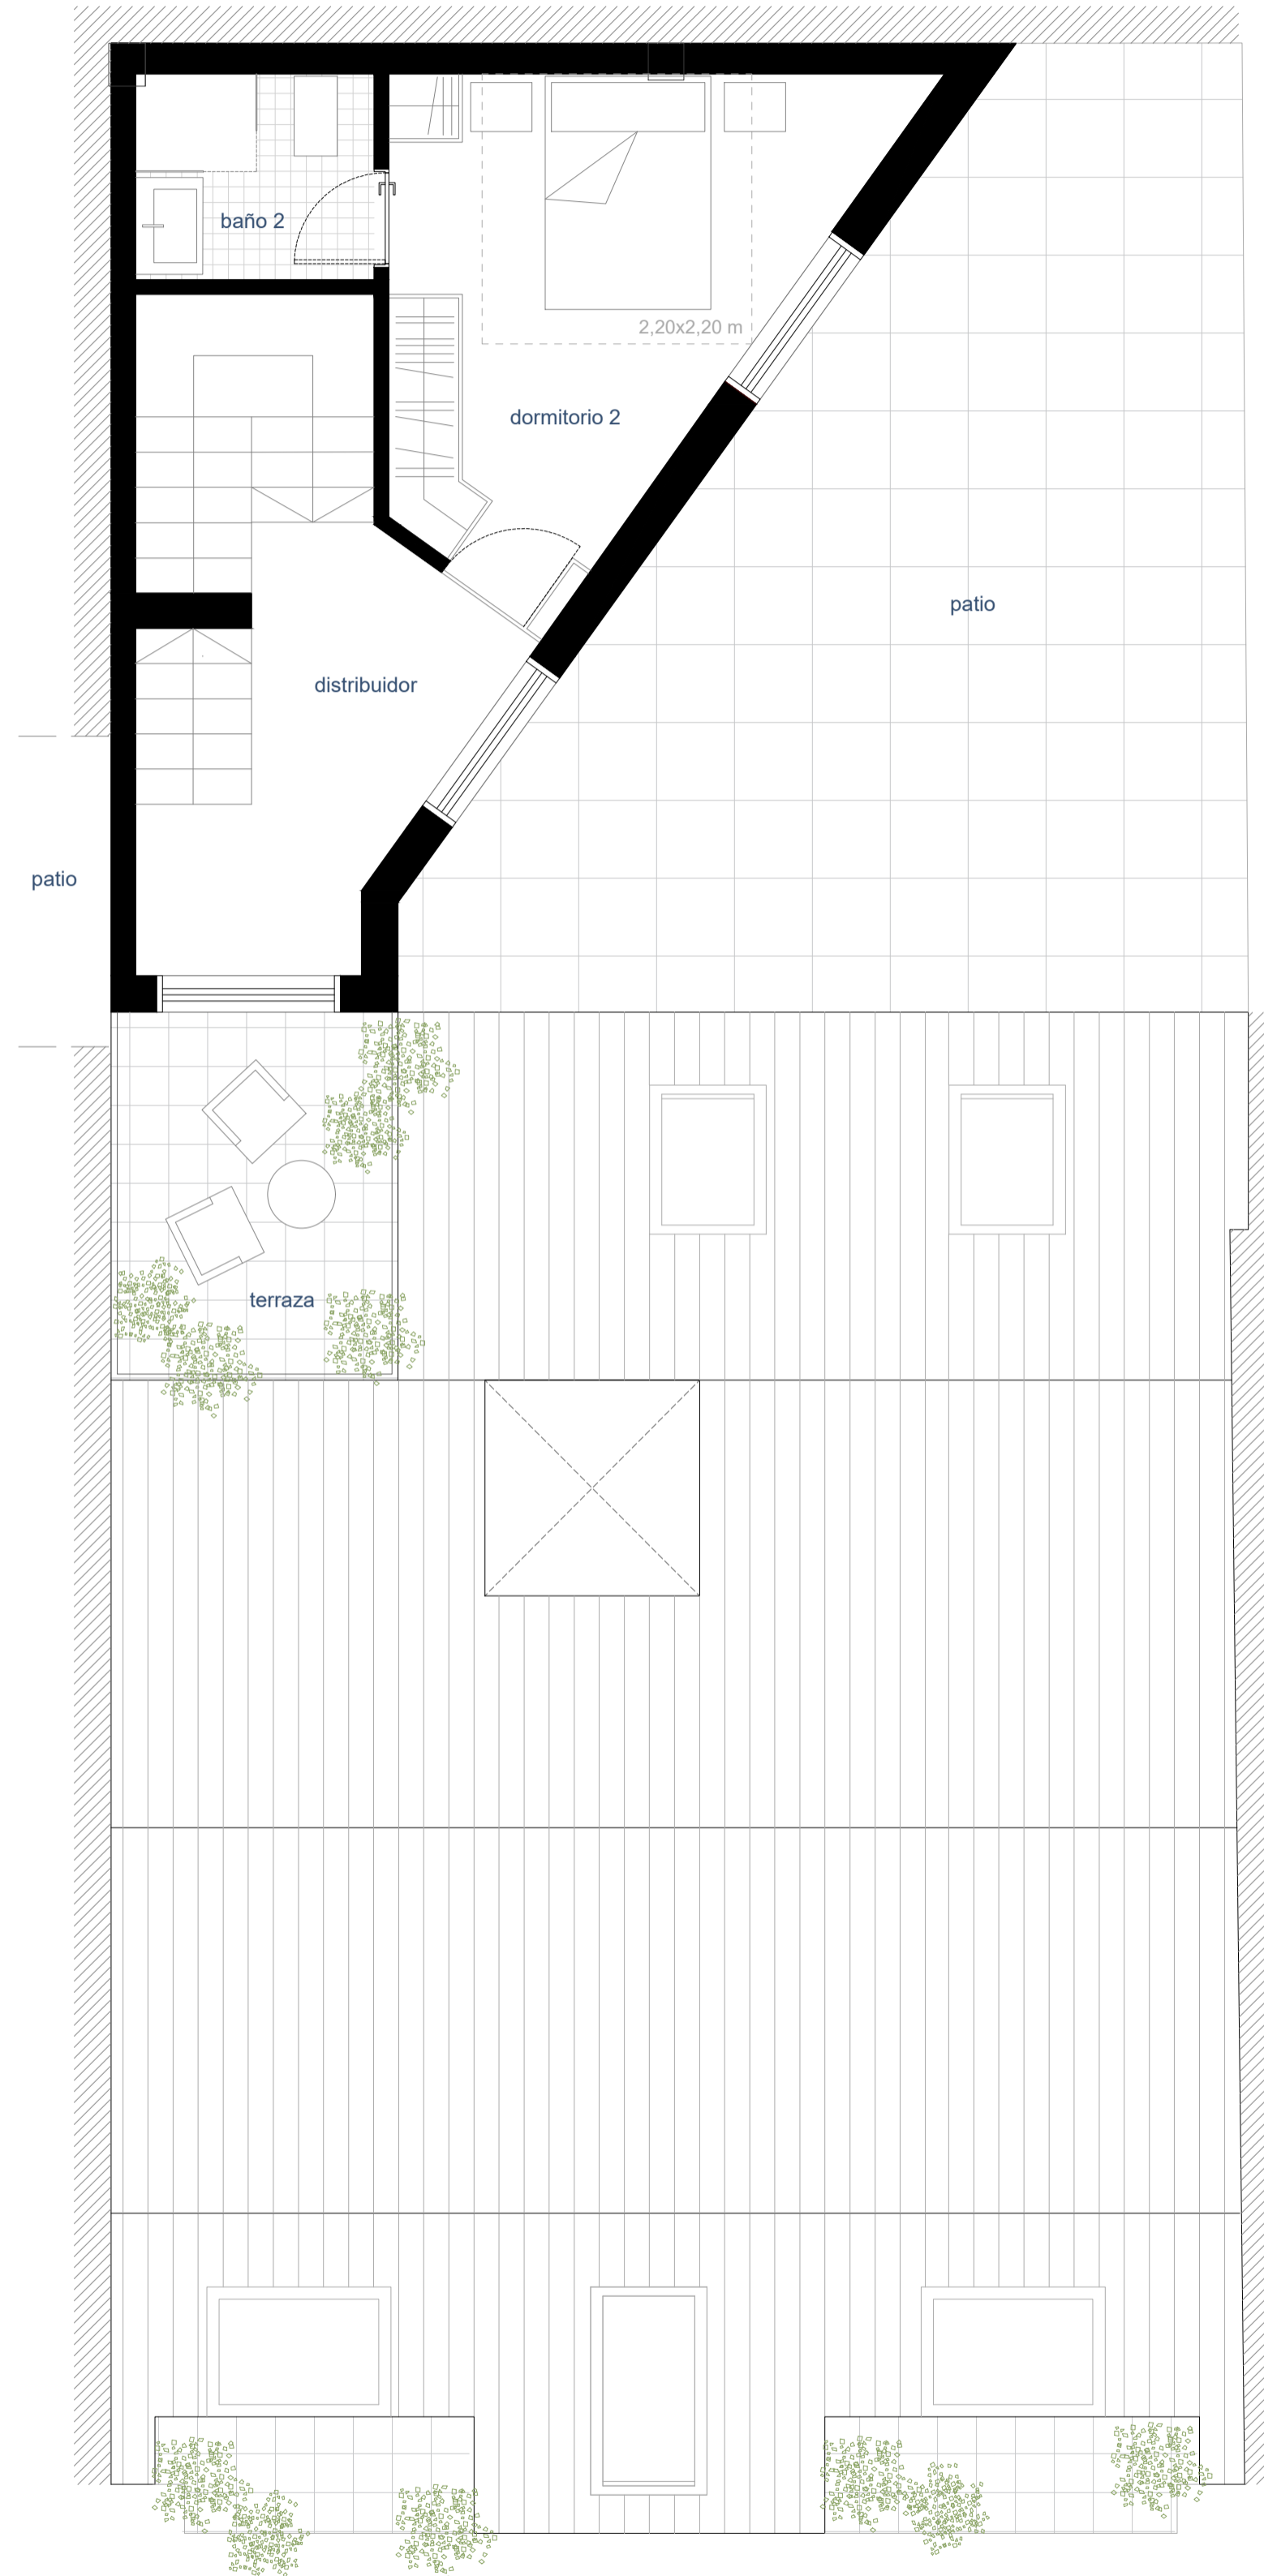 baño 2
2,20x2,20 m
dormitorio 2
patio
distribuidor
patio
terraza